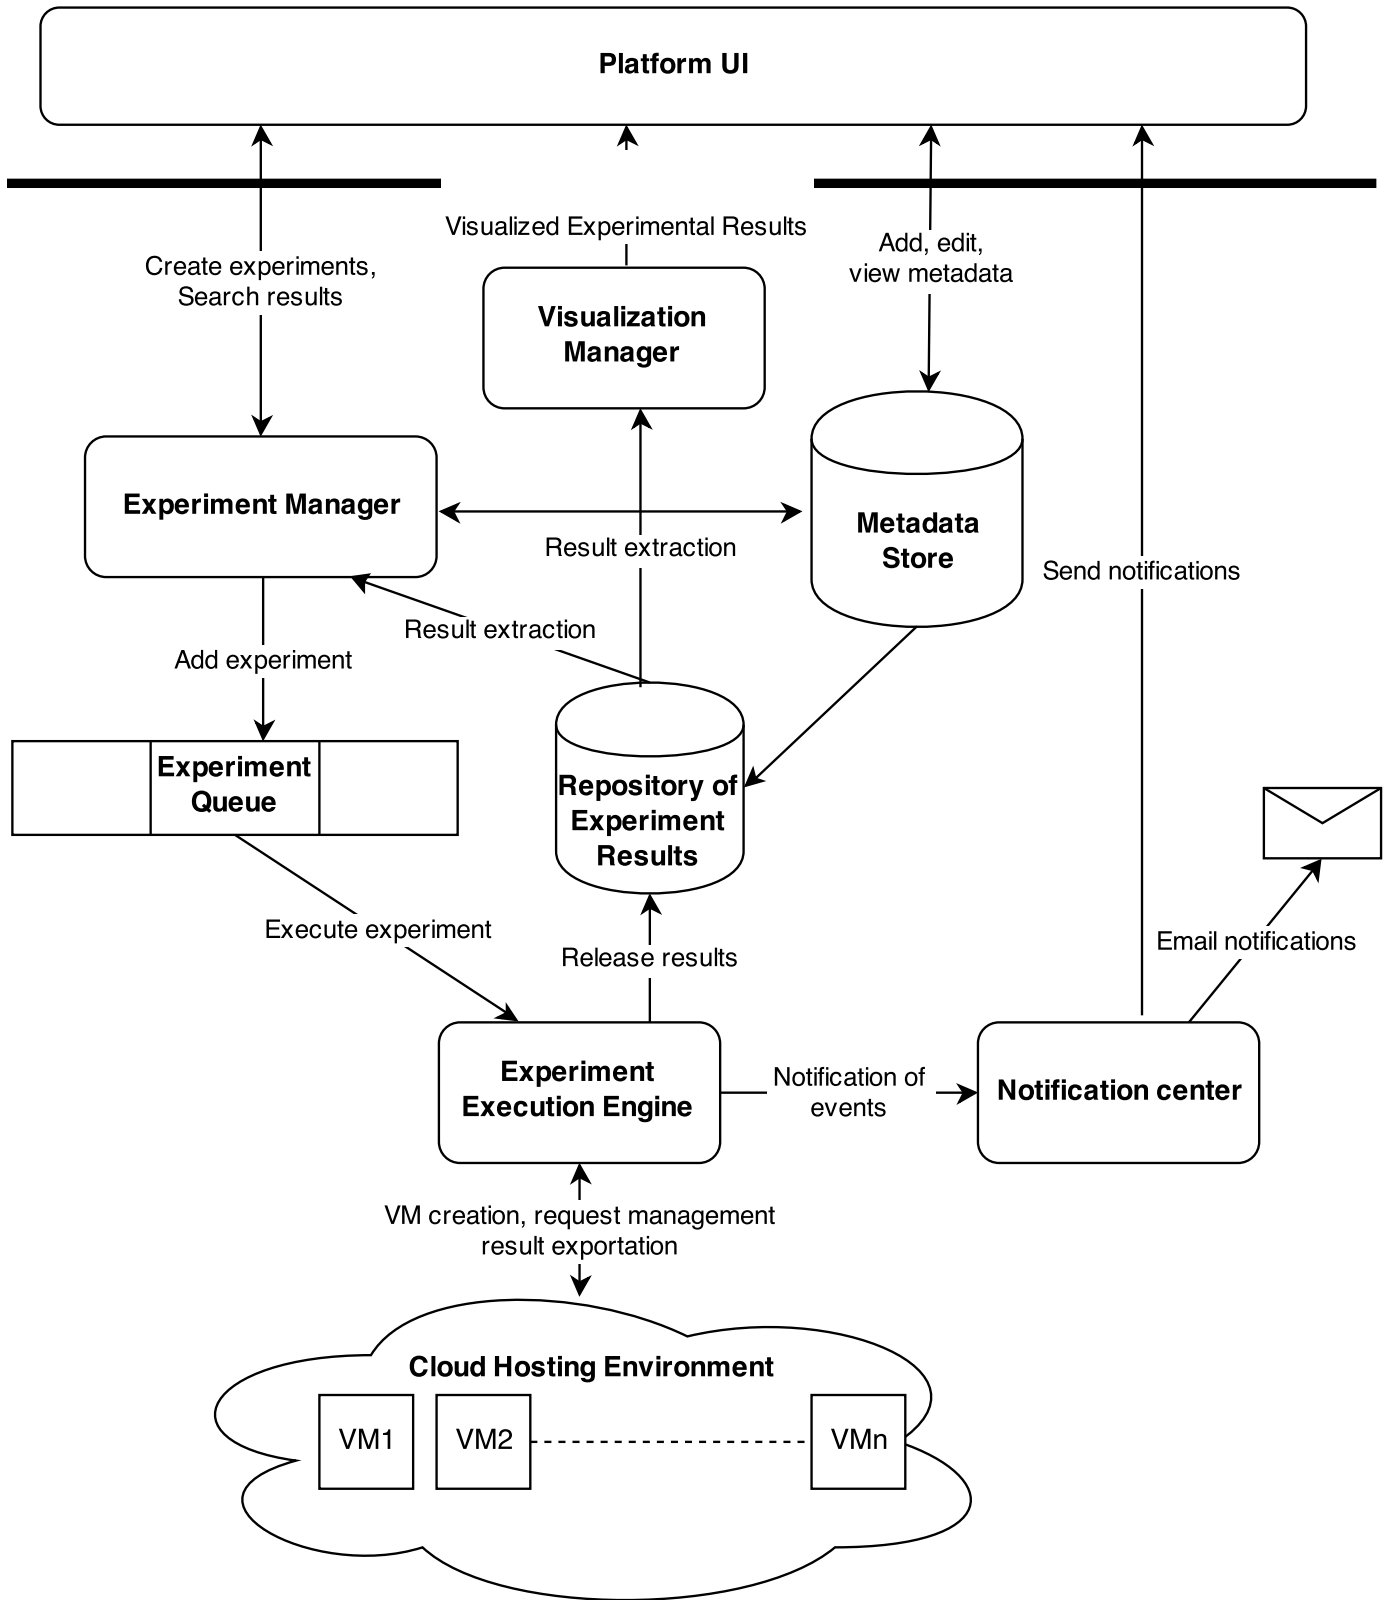 Platform UI
Visualized Experimental Results
Add, edit,
view metadata
Create experiments,
Search results
Visualization
Manager
Experiment Manager
Metadata
Store
Result extraction
Send notifications
Result extraction
Add experiment
Experiment
Queue
Repository of
Experiment
Results
Execute experiment
Release results
Email notifications
Experiment
Execution Engine
Notification of
events
Notification center
VM creation, request management
result exportation
Cloud Hosting Environment
VM1
VM2
VMn